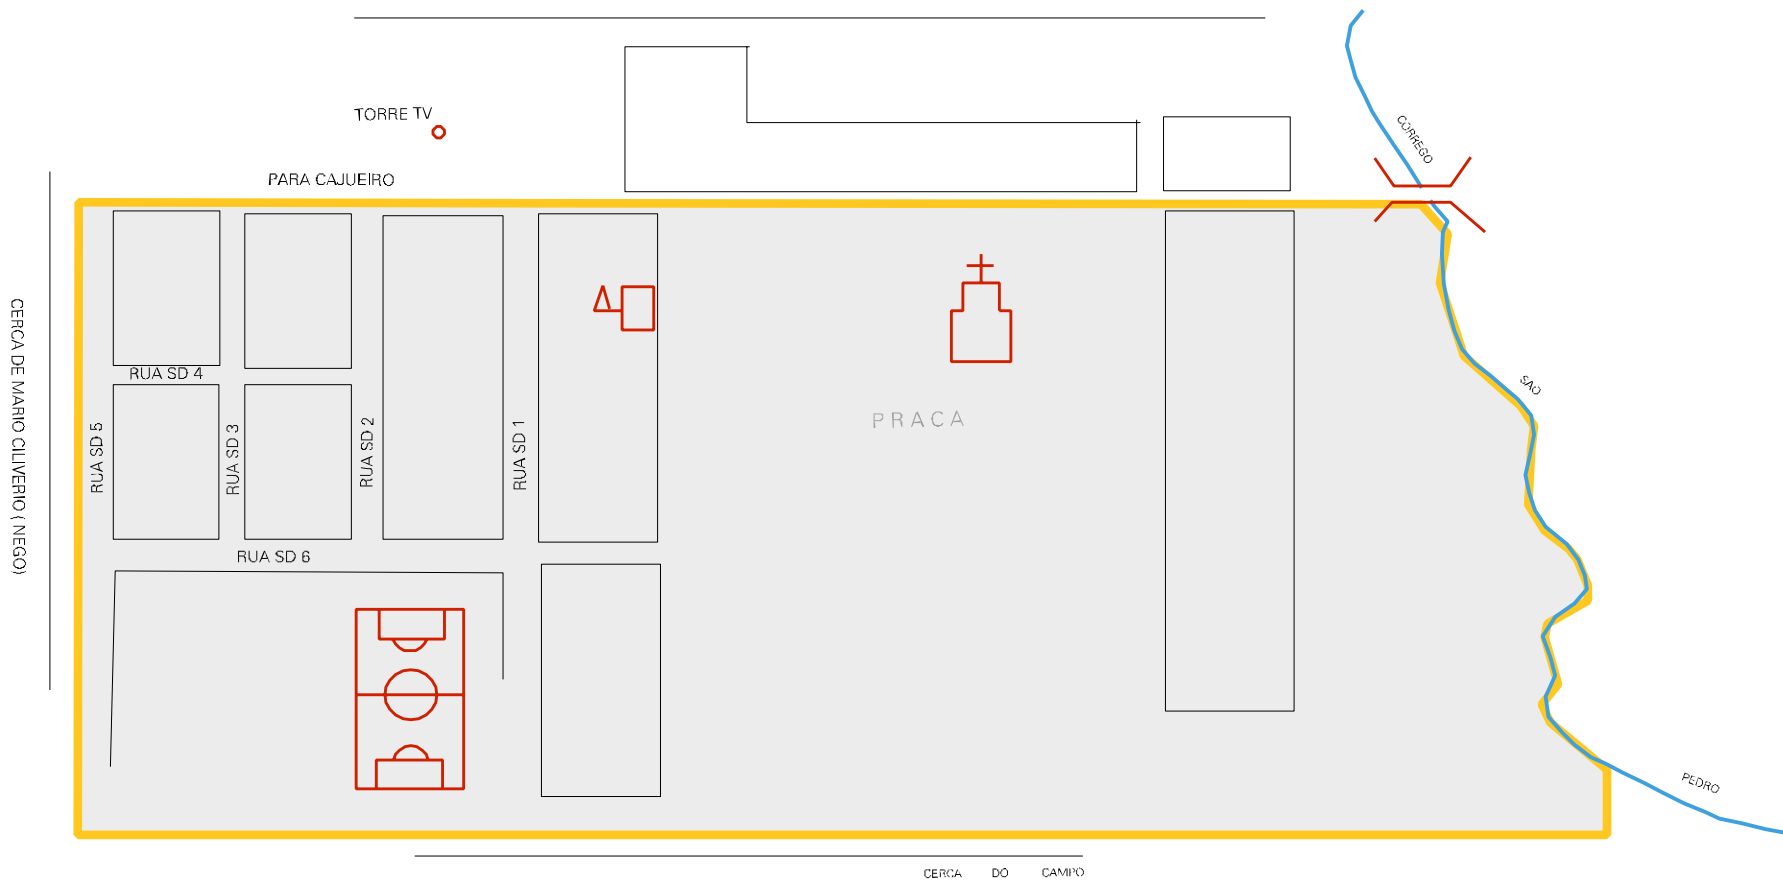 TORRE TV
CORREGO
PARA CAJUEIRO
CERCA DE MARIO CILIVERIO ( NEGO)
RUA SD 4
SAO
PRACA
RUA SD 5
RUA SD 3
RUA SD 2
RUA SD 1
RUA SD 6
PEDRO
CERCA DO CAMPO